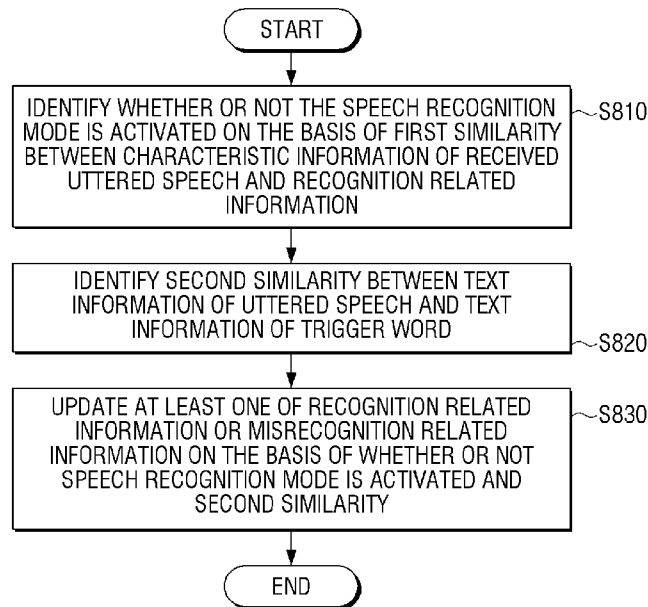 START
IDENTIFY WHETHER OR NOT THE SPEECH RECOGNITION
MODE IS ACTIVATED ON THE BASIS OF FIRST SIMILARITY
BETWEEN CHARACTERISTIC INFORMATION OF RECEIVED
UTTERED SPEECH AND RECOGNITION RELATED
INFORMATION
S810
IDENTIFY SECOND SIMILARITY BETWEEN TEXT
INFORMATION OF UTTERED SPEECH AND TEXT
INFORMATION OF TRIGGER WORD
S820
UPDATE AT LEAST ONE OF RECOGNITION RELATED
INFORMATION OR MISRECOGNITION RELATED
INFORMATION ON THE BASIS OF WHETHER OR NOT
SPEECH RECOGNITION MODE IS ACTIVATED AND
SECOND SIMILARITY
S830
END